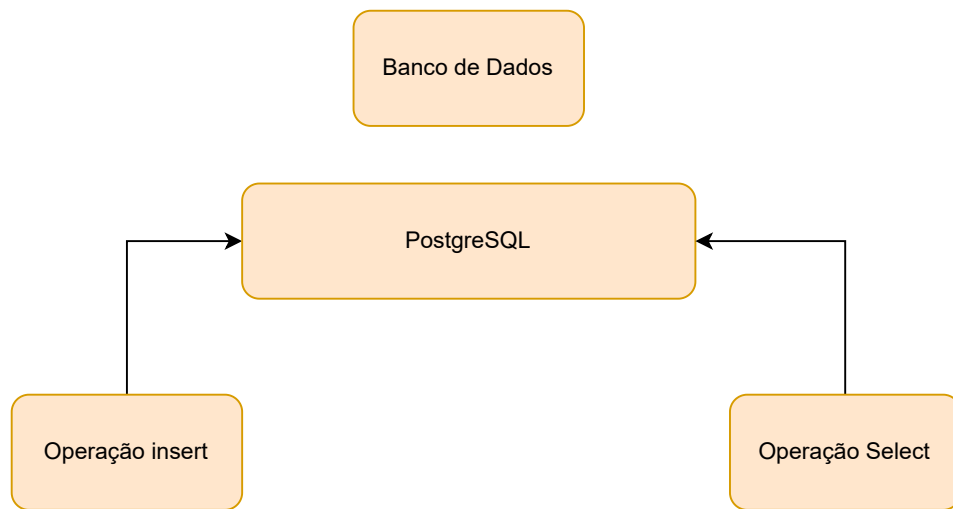 Banco de Dados
PostgreSQL
Operação insert
Operação Select